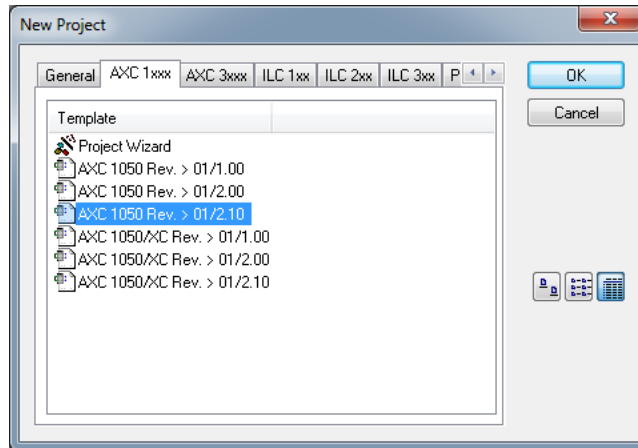 New Project
General AXC 1xxx AXC 3xxx ILC 1xx ILC 2xx ILC 3xx P
OK
Cancel
Template
Project Wizard
AXC 1050 Rev. > 01/1.00
AXC 1050 Rev. > 01/2.00
AXC 1050 Rev. > 01/2.10
AXC 1050/XC Rev. > 01/1.00
AXC 1050/XC Rev. > 01/2.00
AXC 1050/XC Rev. > 01/2.10